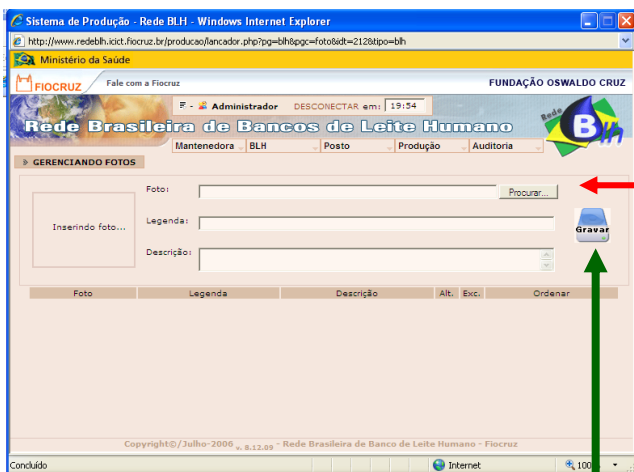 Sistema de Produção - Rede BLH - Windows Internet Explorer
http://www.redeblh.icict.fiocruz.br/producao/lancador.php?pg=blh&pgc=foto&idt=212&tipo=blh
Ministério da Saúde
FIOCRUZ Fale com a Fiocruz FUNDAÇÃO OSWALDO CRUZ
Administrador DESCONECTAR em: 19:54
Rede Brasileira de Bancos de Leite Humano
Rede Blh
Mantenedora BLH Posto Produção Auditoria
GERENCIANDO FOTOS
Foto: Procurar...
Inserindo foto... Legenda: Gravar
Descrição:
Foto Legenda Descrição Alt. Exc. Ordenar
Copyright©/Julho-2006 v. 8.12.09 - Rede Brasileira de Banco de Leite Humano - Fiocruz
Concluído Internet